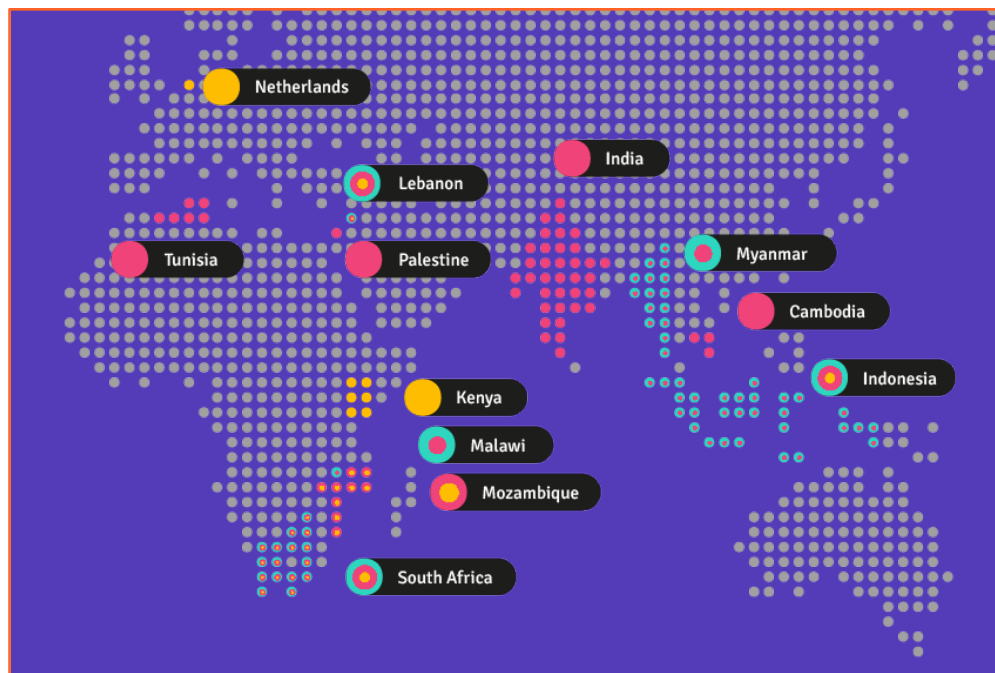 Netherlands
India
Lebanon
Tunisia
Palestine
Myanmar
Cambodia
Indonesia
Kenya
Malawi
Mozambique
South Africa